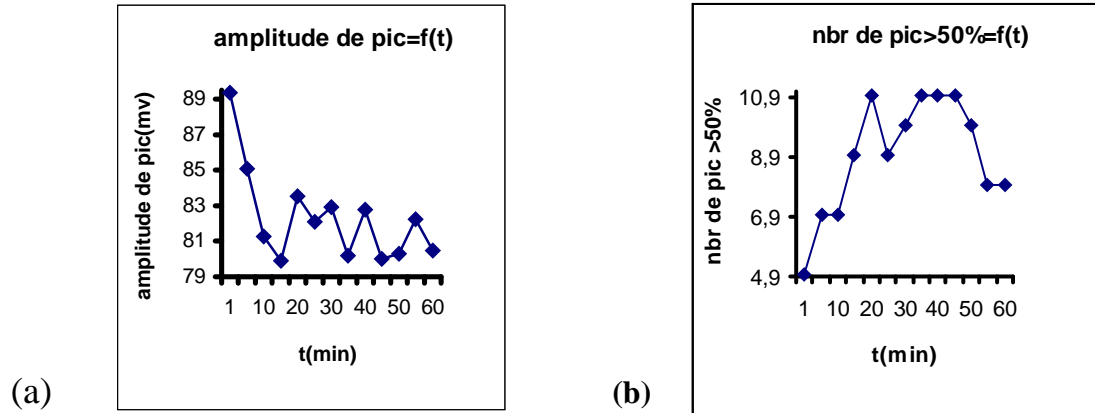 amplitude de pic=f(t)
amplitude de pic(mv)
89
87
85
83
81
79
1 10 20 30 40 50 60
t(min)
(a)
nbr de pic>50%=f(t)
nbr de pic >50%
10,9
8,9
6,9
4,9
1 10 20 30 40 50 60
t(min)
(b)